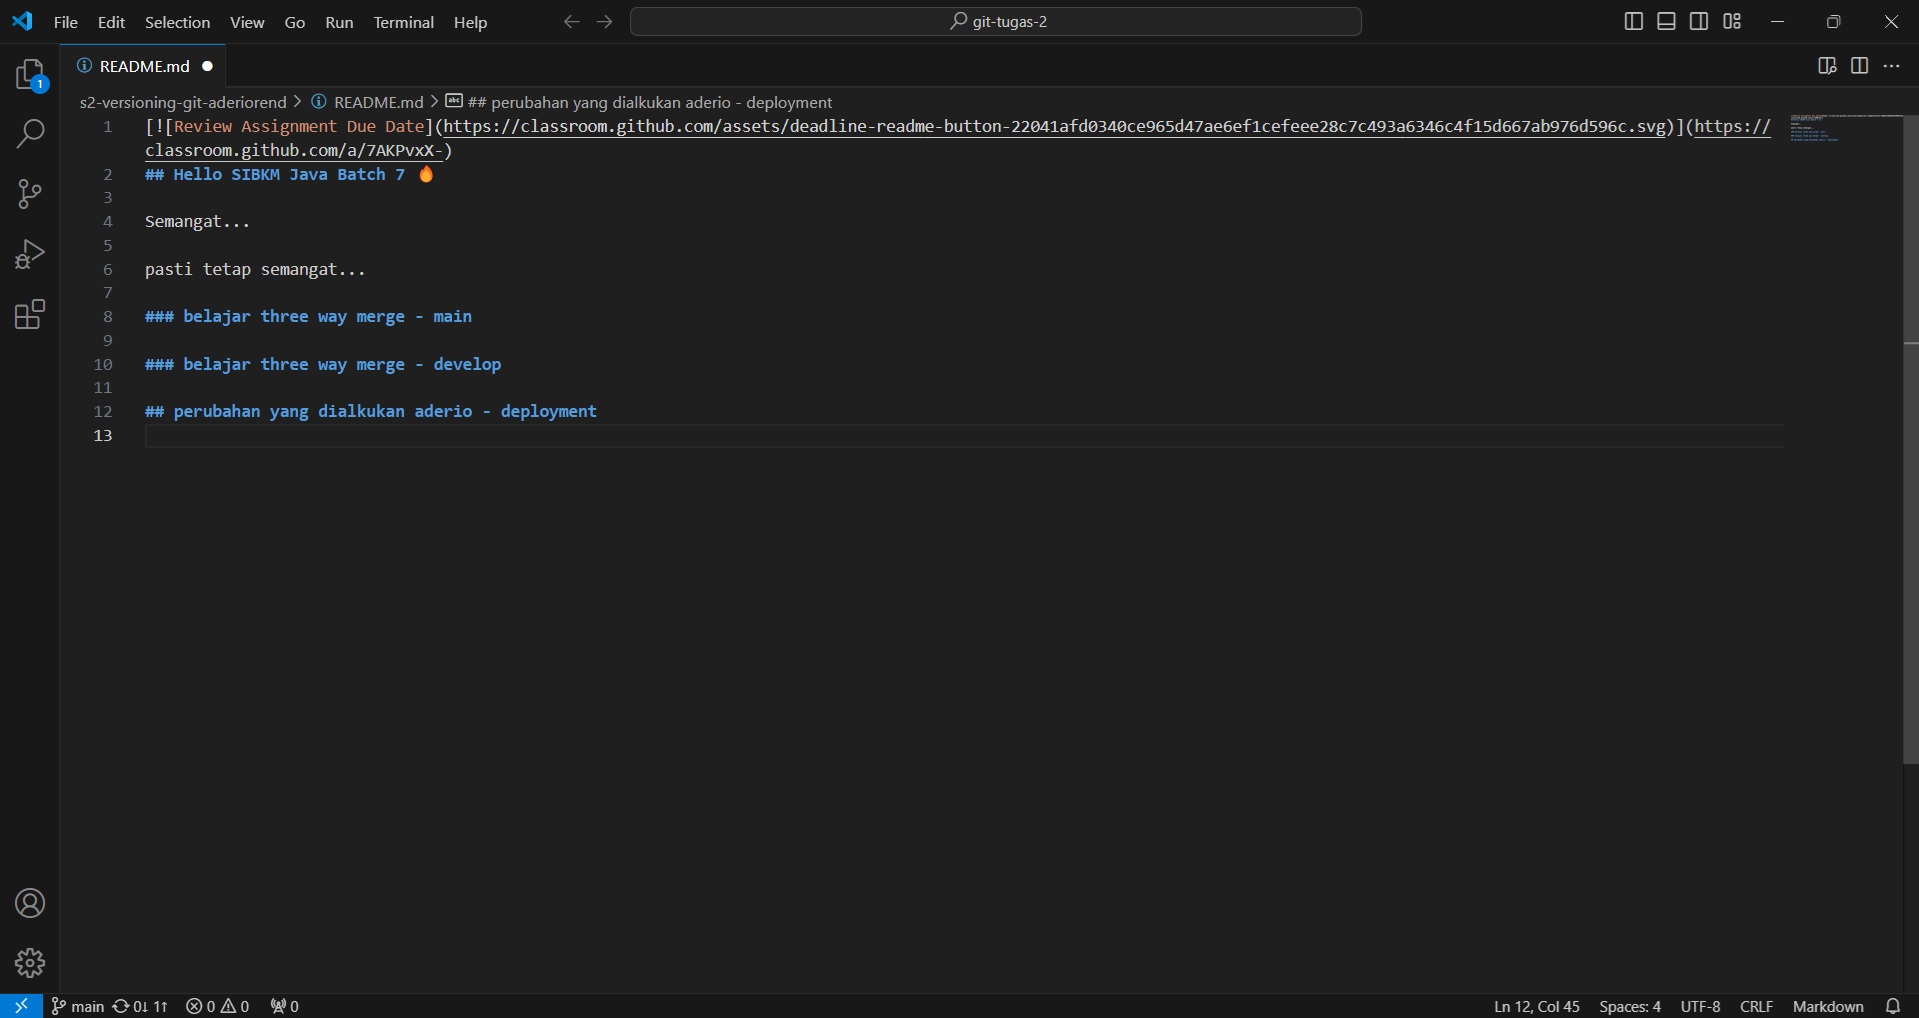 File Edit Selection View Go Run Terminal Help git-tugas-2
1
README.md
s2-versioning-git-aderiorend > README.md > ## perubahan yang dialkukan aderio - deployment
1 [![Review Assignment Due Date](https://classroom.github.com/assets/deadline-readme-button-22041afd0340ce965d47ae6ef1cefeee28c7c493a6346c4f15d667ab976d596c.svg)](https://
classroom.github.com/a/7AKPvxX-)
2 ## Hello SIBKM Java Batch 7 🔥
3
4 Semangat...
5
6 pasti tetap semangat...
7
8 ### belajar three way merge - main
9
10 ### belajar three way merge - develop
11
12 ## perubahan yang dialkukan aderio - deployment
13
main 0↓ 1↑ 0 0 0 Ln 12, Col 45 Spaces: 4 UTF-8 CRLF Markdown